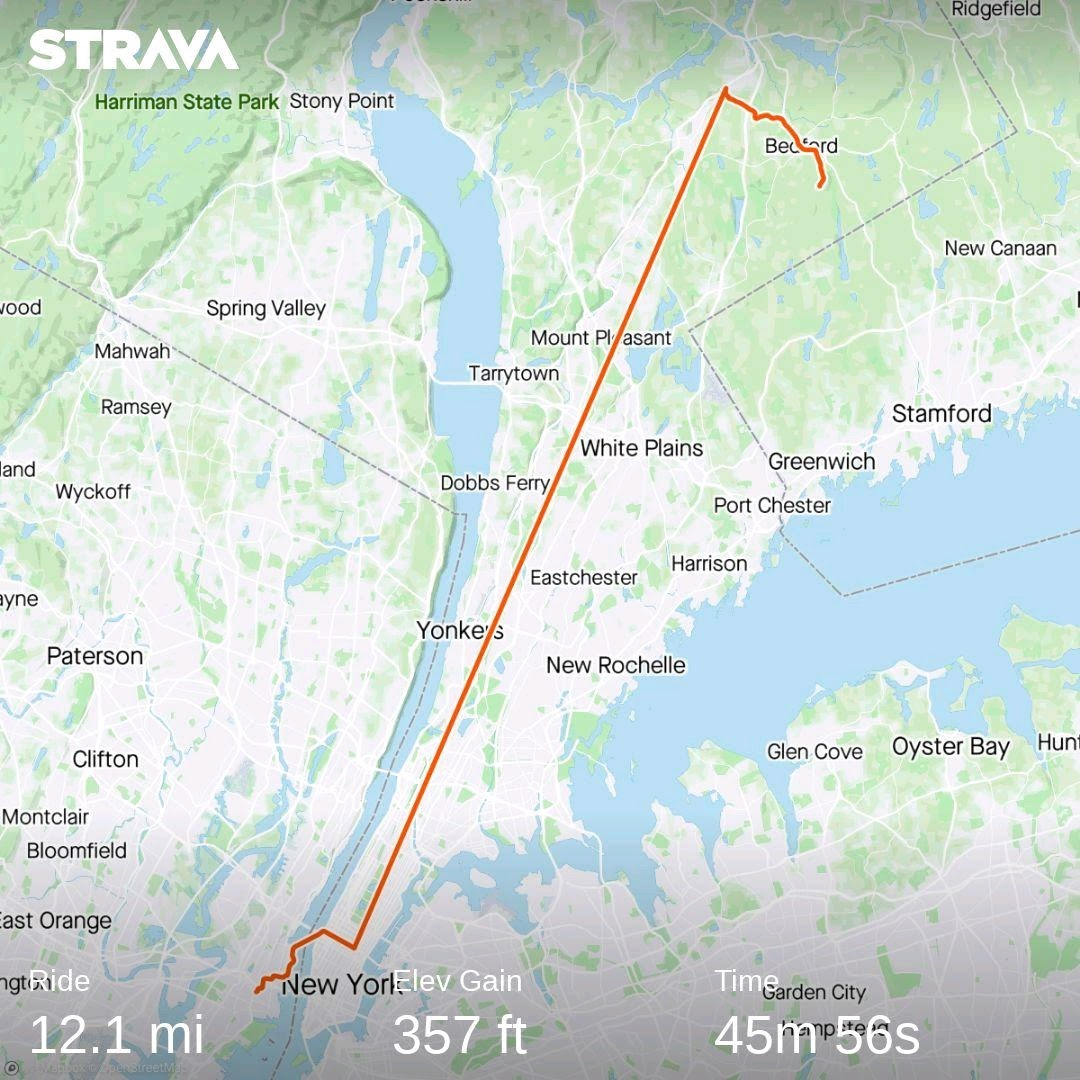 Ridgefield
STRAVA
Harriman State Park
Stony Point
Bedford
New Canaan
wood
Spring Valley
Mount Pleasant
Mahwah
Tarrytown
Ramsey
Stamford
White Plains
Greenwich
land
Dobbs Ferry
Wyckoff
Port Chester
Harrison
Eastchester
ayne
Yonkers
Paterson
New Rochelle
Oyster Bay
Hunt
Glen Cove
Clifton
Montclair
Bloomfield
East Orange
New York
Garden City
Hempstead
Ride
Elev Gain
Time
12.1 mi
357 ft
45m 56s
© OpenStreetMap